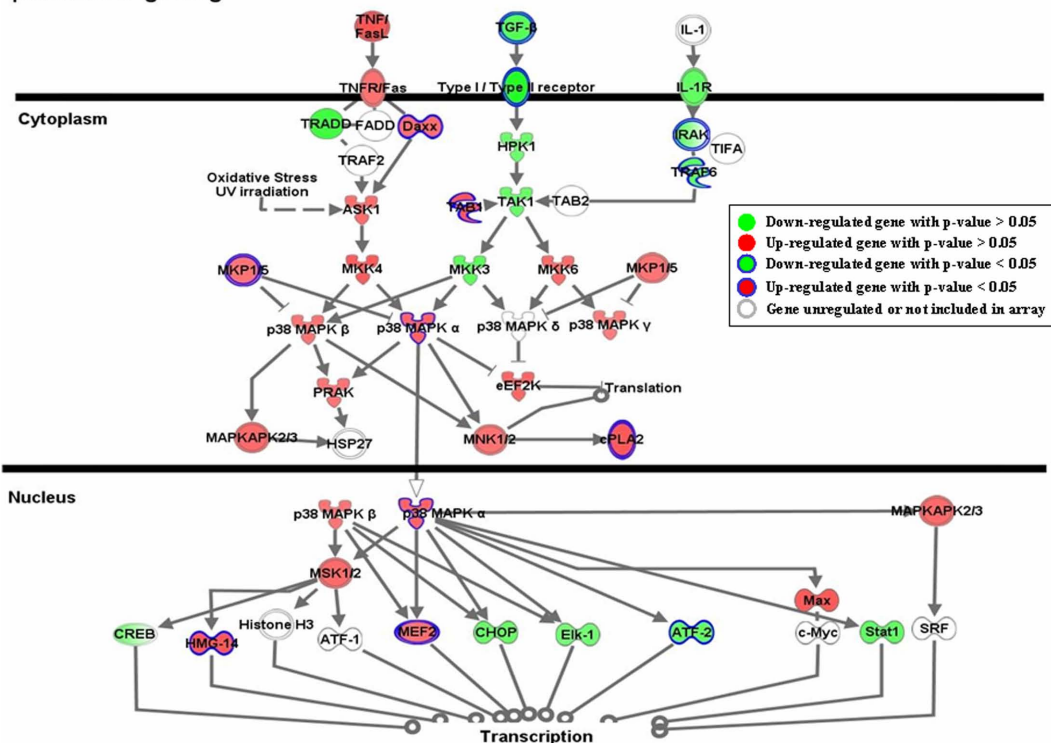 TNF/
FasL
TGF-β
IL-1
TNFR/Fas
Type I / Type II receptor
IL-1R
Cytoplasm
TRADD
FADD
Daxx
HPK1
IRAK
TIFA
TRAF2
TRAF6
Oxidative Stress
UV irradiation
ASK1
TAB1
TAK1
TAB2
Down-regulated gene with p-value > 0.05
Up-regulated gene with p-value > 0.05
Down-regulated gene with p-value < 0.05
Up-regulated gene with p-value < 0.05
Gene unregulated or not included in array
MKP1/5
MKK4
MKK3
MKK6
MKP1/5
p38 MAPK β
p38 MAPK α
p38 MAPK δ
p38 MAPK γ
PRAK
eEF2K
Translation
MAPKAPK2/3
HSP27
MNK1/2
cPLA2
Nucleus
p38 MAPK β
p38 MAPK α
MAPKAPK2/3
MSK1/2
Max
CREB
HMG-14
Histone H3
ATF-1
MEF2
CHOP
Elk-1
ATF-2
c-Myc
Stat1
SRF
Transcription